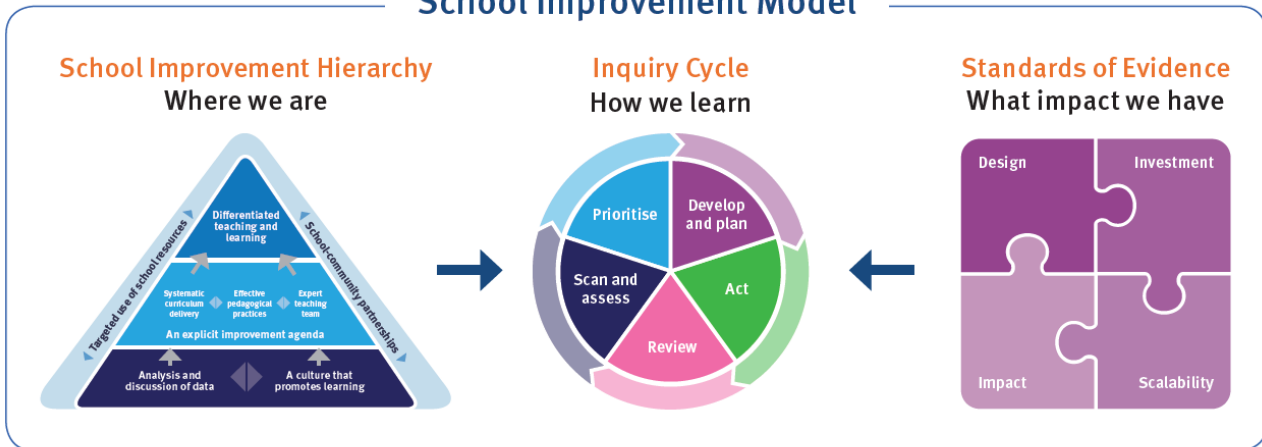 School Improvement Model
School Improvement Hierarchy
Where we are
Differentiated
teaching and
learning
Targeted use of school resources
School-community partnerships
Systematic
curriculum
delivery
Effective
pedagogical
practices
Expert
teaching
team
An explicit improvement agenda
Analysis and
discussion of data
A culture that
promotes learning
Inquiry Cycle
How we learn
Prioritise
Develop
and plan
Scan and
assess
Act
Review
Standards of Evidence
What impact we have
Design
Investment
Impact
Scalability